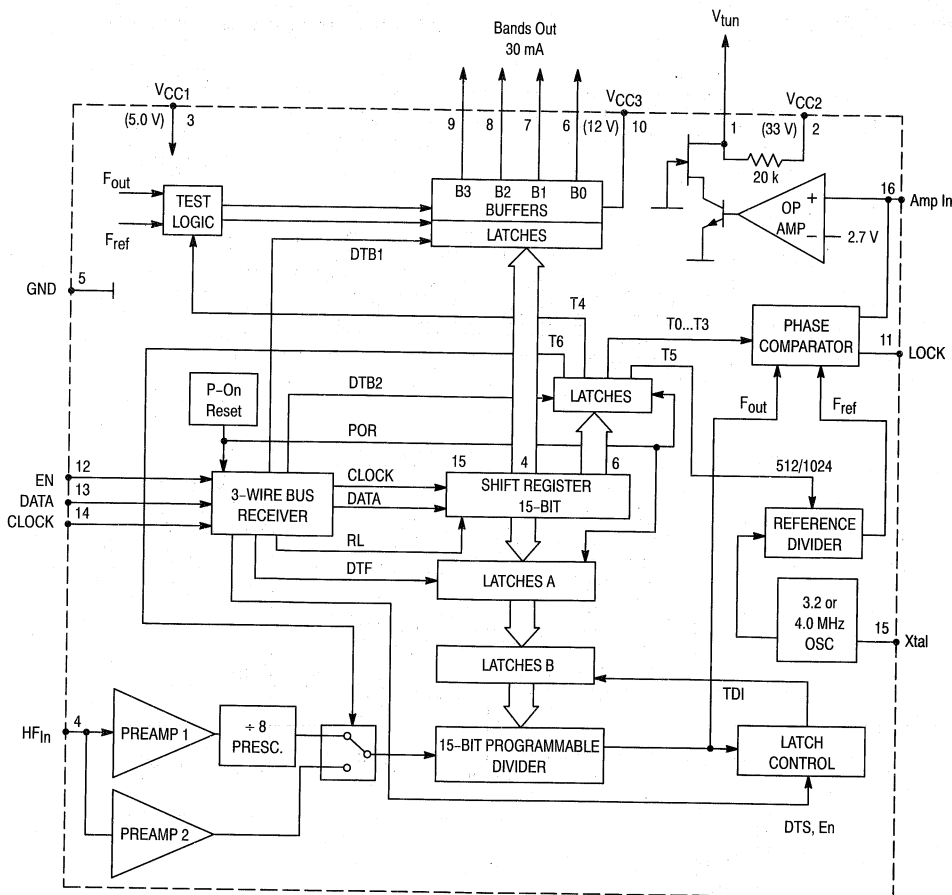 Bands Out
30 mA
Vtun
VCC1
(5.0 V)
3
9
8
7
6
VCC3
(12 V)
10
1
VCC2
(33 V)
2
20 k
Fout
Fref
TEST
LOGIC
B3 B2 B1 B0
BUFFERS
LATCHES
DTB1
OP
AMP
+
–
2.7 V
16
Amp In
5
GND
T4
T6
T0...T3
T5
PHASE
COMPARATOR
11
LOCK
P–On
Reset
DTB2
LATCHES
POR
Fout
Fref
12
EN
13
DATA
14
CLOCK
3–WIRE BUS
RECEIVER
CLOCK
DATA
RL
DTF
15
4
6
SHIFT REGISTER
15–BIT
512/1024
REFERENCE
DIVIDER
LATCHES A
3.2 or
4.0 MHz
OSC
15
Xtal
LATCHES B
TDI
4
HFIn
PREAMP 1
÷ 8
PRESC.
15–BIT PROGRAMMABLE
DIVIDER
LATCH
CONTROL
PREAMP 2
DTS, En